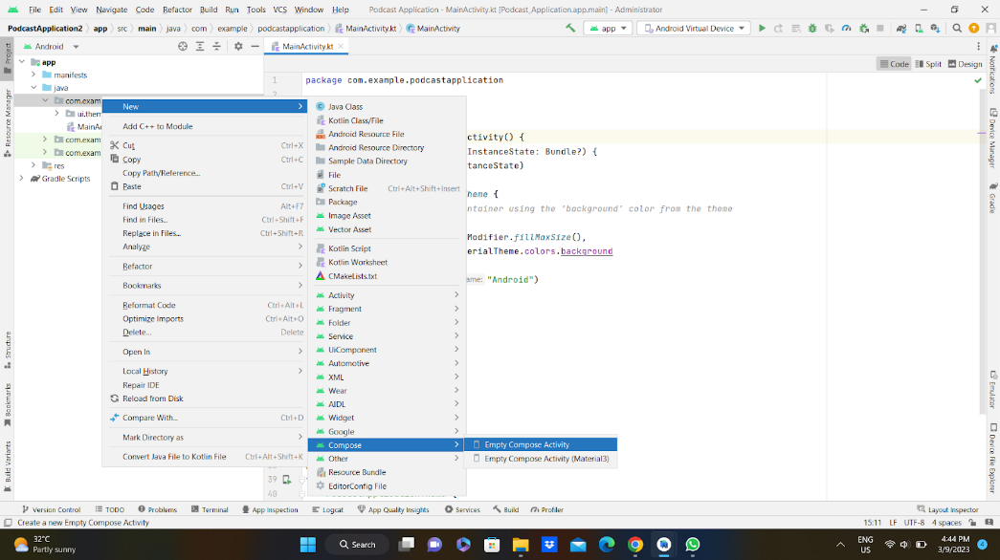 File Edit View Navigate Code Refactor Build Run Tools VCS Window Help Podcast Application - MainActivity.kt [Podcast_Application.app.main] - Administrator
PodcastApplication2 app src main java com example podcastapplication MainActivity.kt MainActivity app Android Virtual Device
Android MainActivity.kt
Code Split Design
Project
Resource Manager
Structure
Bookmarks
Build Variants
app
manifests
java
com.exam
ui.them
MainAc
com.exam
com.exam
res
Gradle Scripts
New
Add C++ to Module
Cut Ctrl+X
Copy Ctrl+C
Copy Path/Reference...
Paste Ctrl+V
Find Usages Alt+F7
Find in Files... Ctrl+Shift+F
Replace in Files... Ctrl+Shift+R
Analyze
Refactor
Bookmarks
Reformat Code Ctrl+Alt+L
Optimize Imports Ctrl+Alt+O
Delete... Delete
Open In
Local History
Repair IDE
Reload from Disk
Compare With... Ctrl+D
Mark Directory as
Convert Java File to Kotlin File Ctrl+Alt+Shift+K
Java Class
Kotlin Class/File
Android Resource File
Android Resource Directory
Sample Data Directory
File
Scratch File Ctrl+Alt+Shift+Insert
Package
Image Asset
Vector Asset
Kotlin Script
Kotlin Worksheet
CMakeLists.txt
Activity
Fragment
Folder
Service
UiComponent
Automotive
XML
Wear
AIDL
Widget
Google
Compose
Other
Resource Bundle
EditorConfig File
Empty Compose Activity
Empty Compose Activity (Material3)
1 package com.example.podcastapplication
2
ctivity() {
InstanceState: Bundle?) {
tanceState)
heme {
ntainer using the 'background' color from the theme
Modifier.fillMaxSize(),
erialTheme.colors.background
ame: "Android")
39
40
Notifications
Device Manager
Gradle
Emulator
Device File Explorer
Version Control TODO Problems Terminal App Inspection Logcat App Quality Insights Services Build Profiler Layout Inspector
Create a new Empty Compose Activity 15:11 LF UTF-8 4 spaces
32°C
Partly sunny
Search
ENG
US
4:44 PM
3/9/2023
4